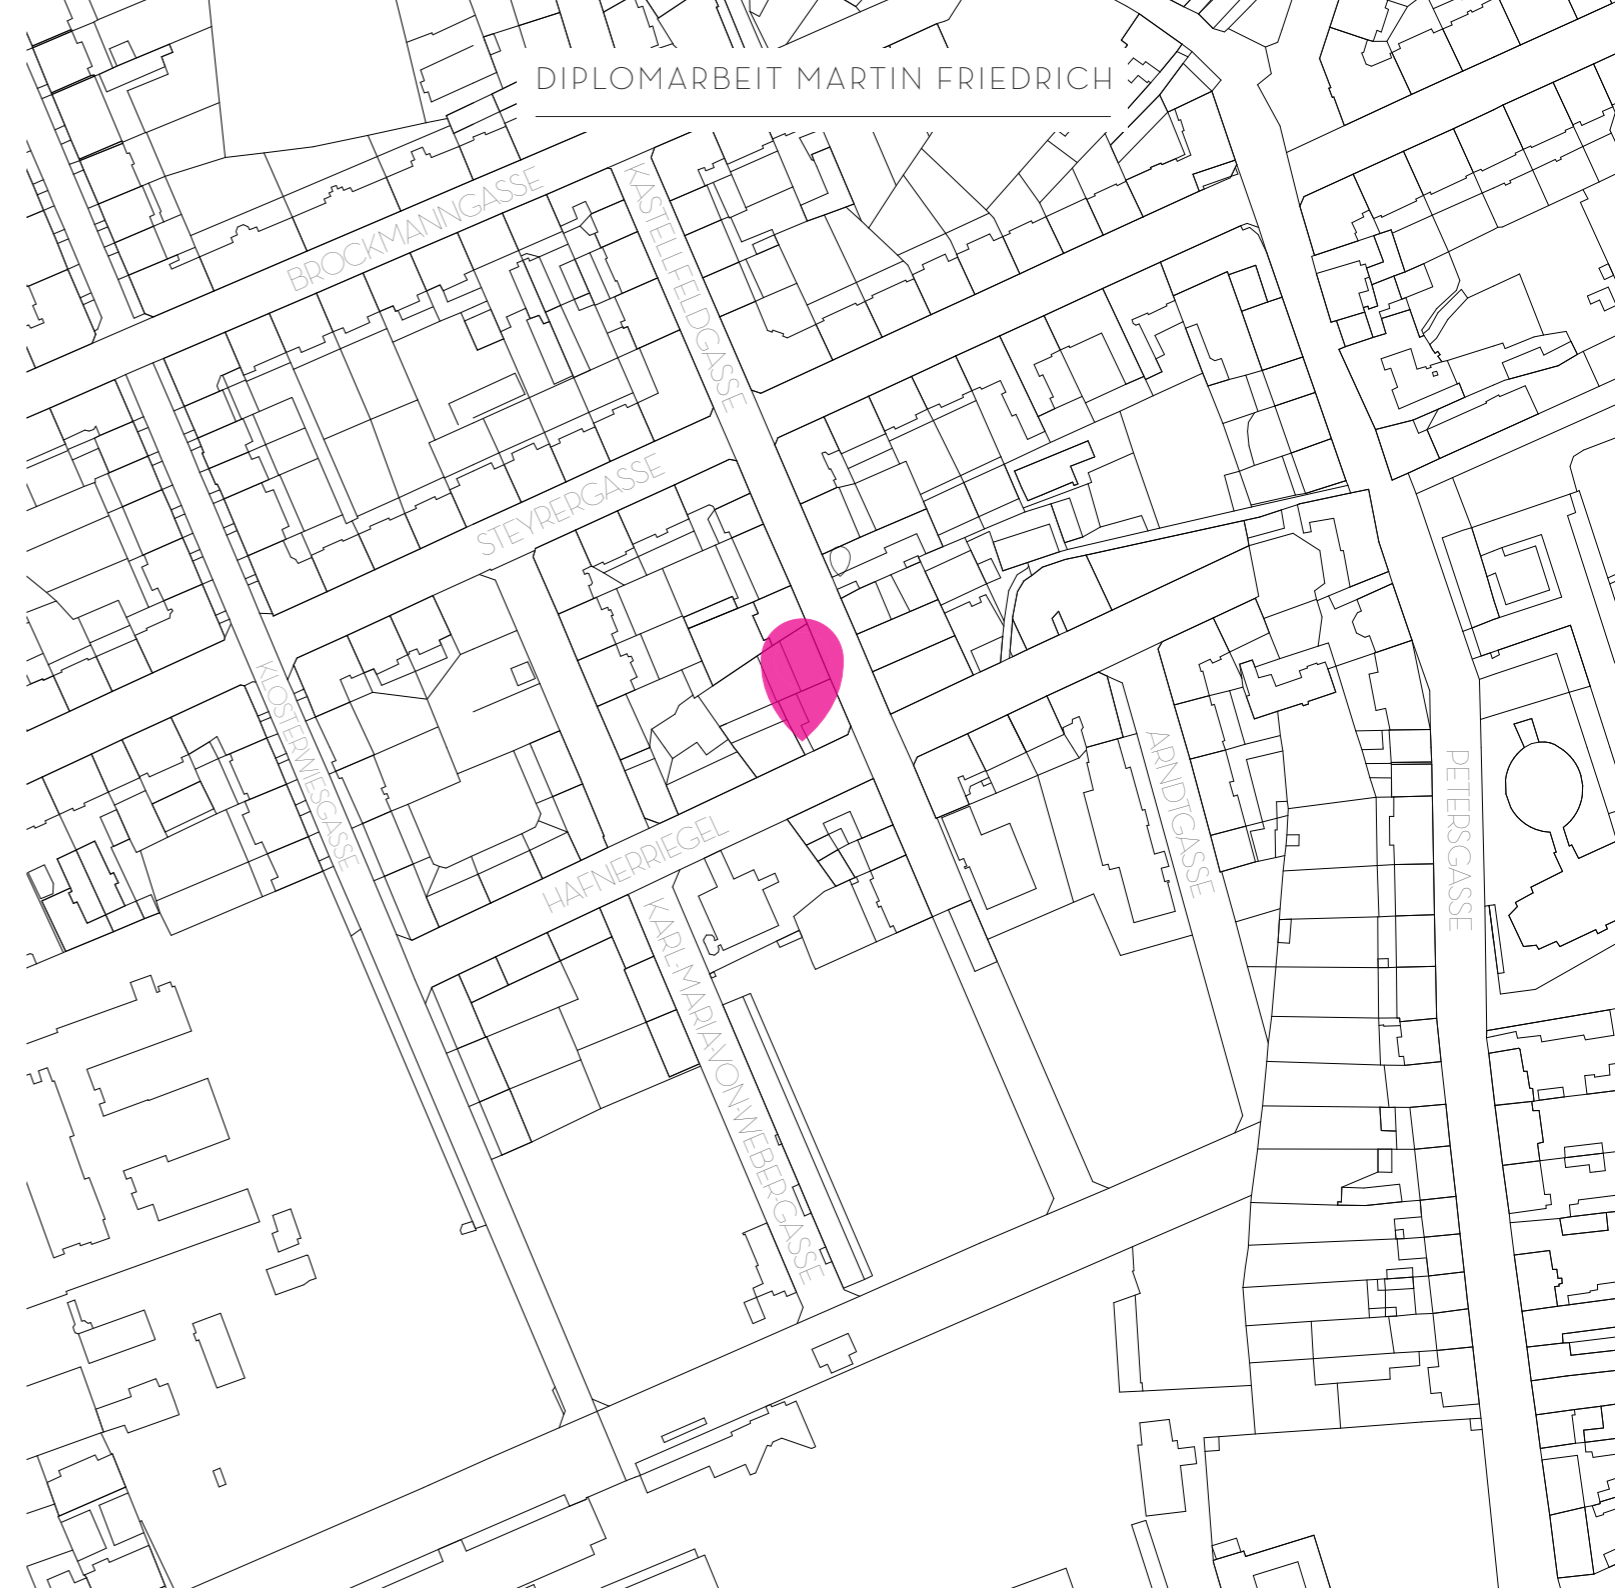 DIPLOMARBEIT MARTIN FRIEDRICH
BROCKMANNGASSE
KASTELLFELDGASSE
STEYRERGASSE
KLOSTERWIESGASSE
HAFNERRIEGEL
KARL-MARIA-VON-WEBER-GASSE
ARNDTGASSE
PETERSGASSE